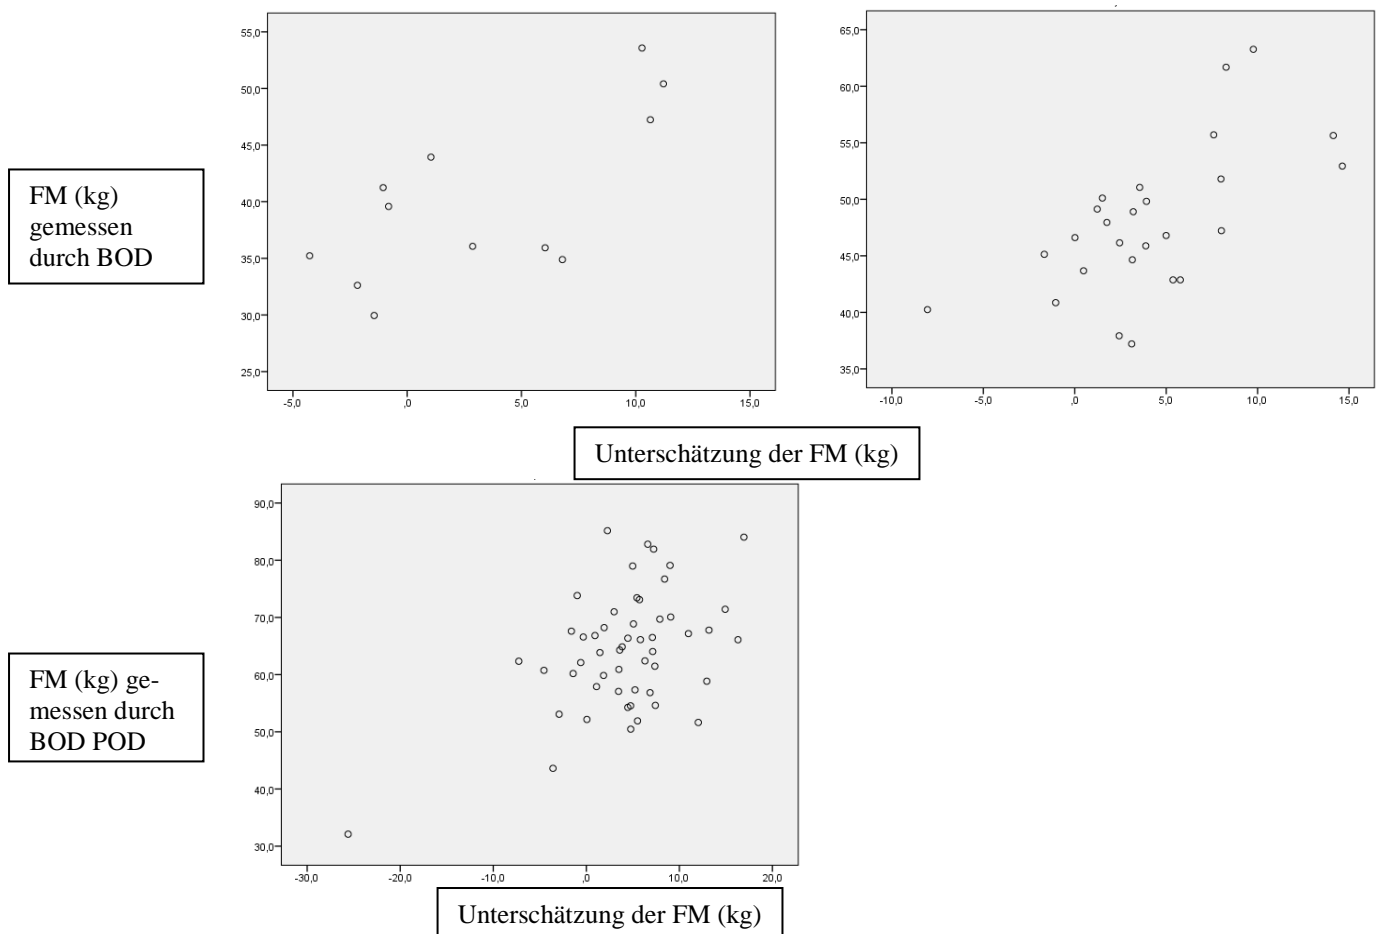 55,0
50,0
45,0
40,0
35,0
30,0
25,0
-5,0 ,0 5,0 10,0 15,0
65,0
60,0
55,0
50,0
45,0
40,0
35,0
-10,0 -5,0 ,0 5,0 10,0 15,0
FM (kg)
gemessen
durch BOD
Unterschätzung der FM (kg)
90,0
80,0
70,0
60,0
50,0
40,0
30,0
-30,0 -20,0 -10,0 ,0 10,0 20,0
FM (kg) ge-
messen durch
BOD POD
Unterschätzung der FM (kg)